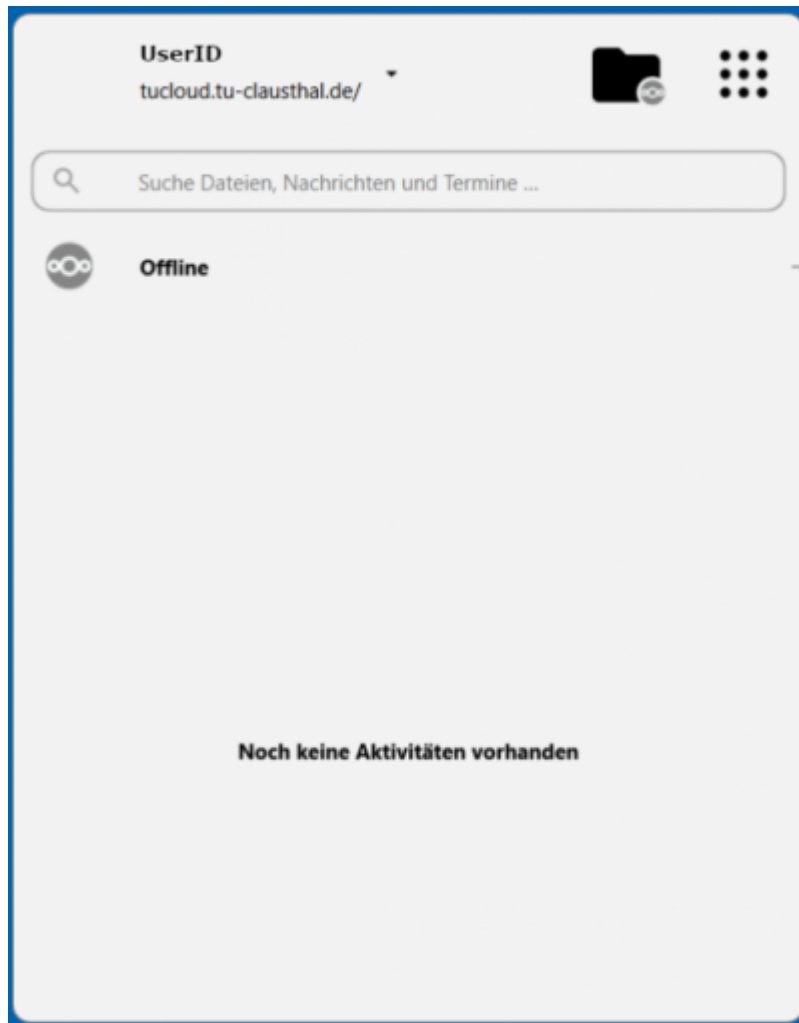 UserID
tucloud.tu-clausthal.de/
Suche Dateien, Nachrichten und Termine ...
Offline
Noch keine Aktivitäten vorhanden